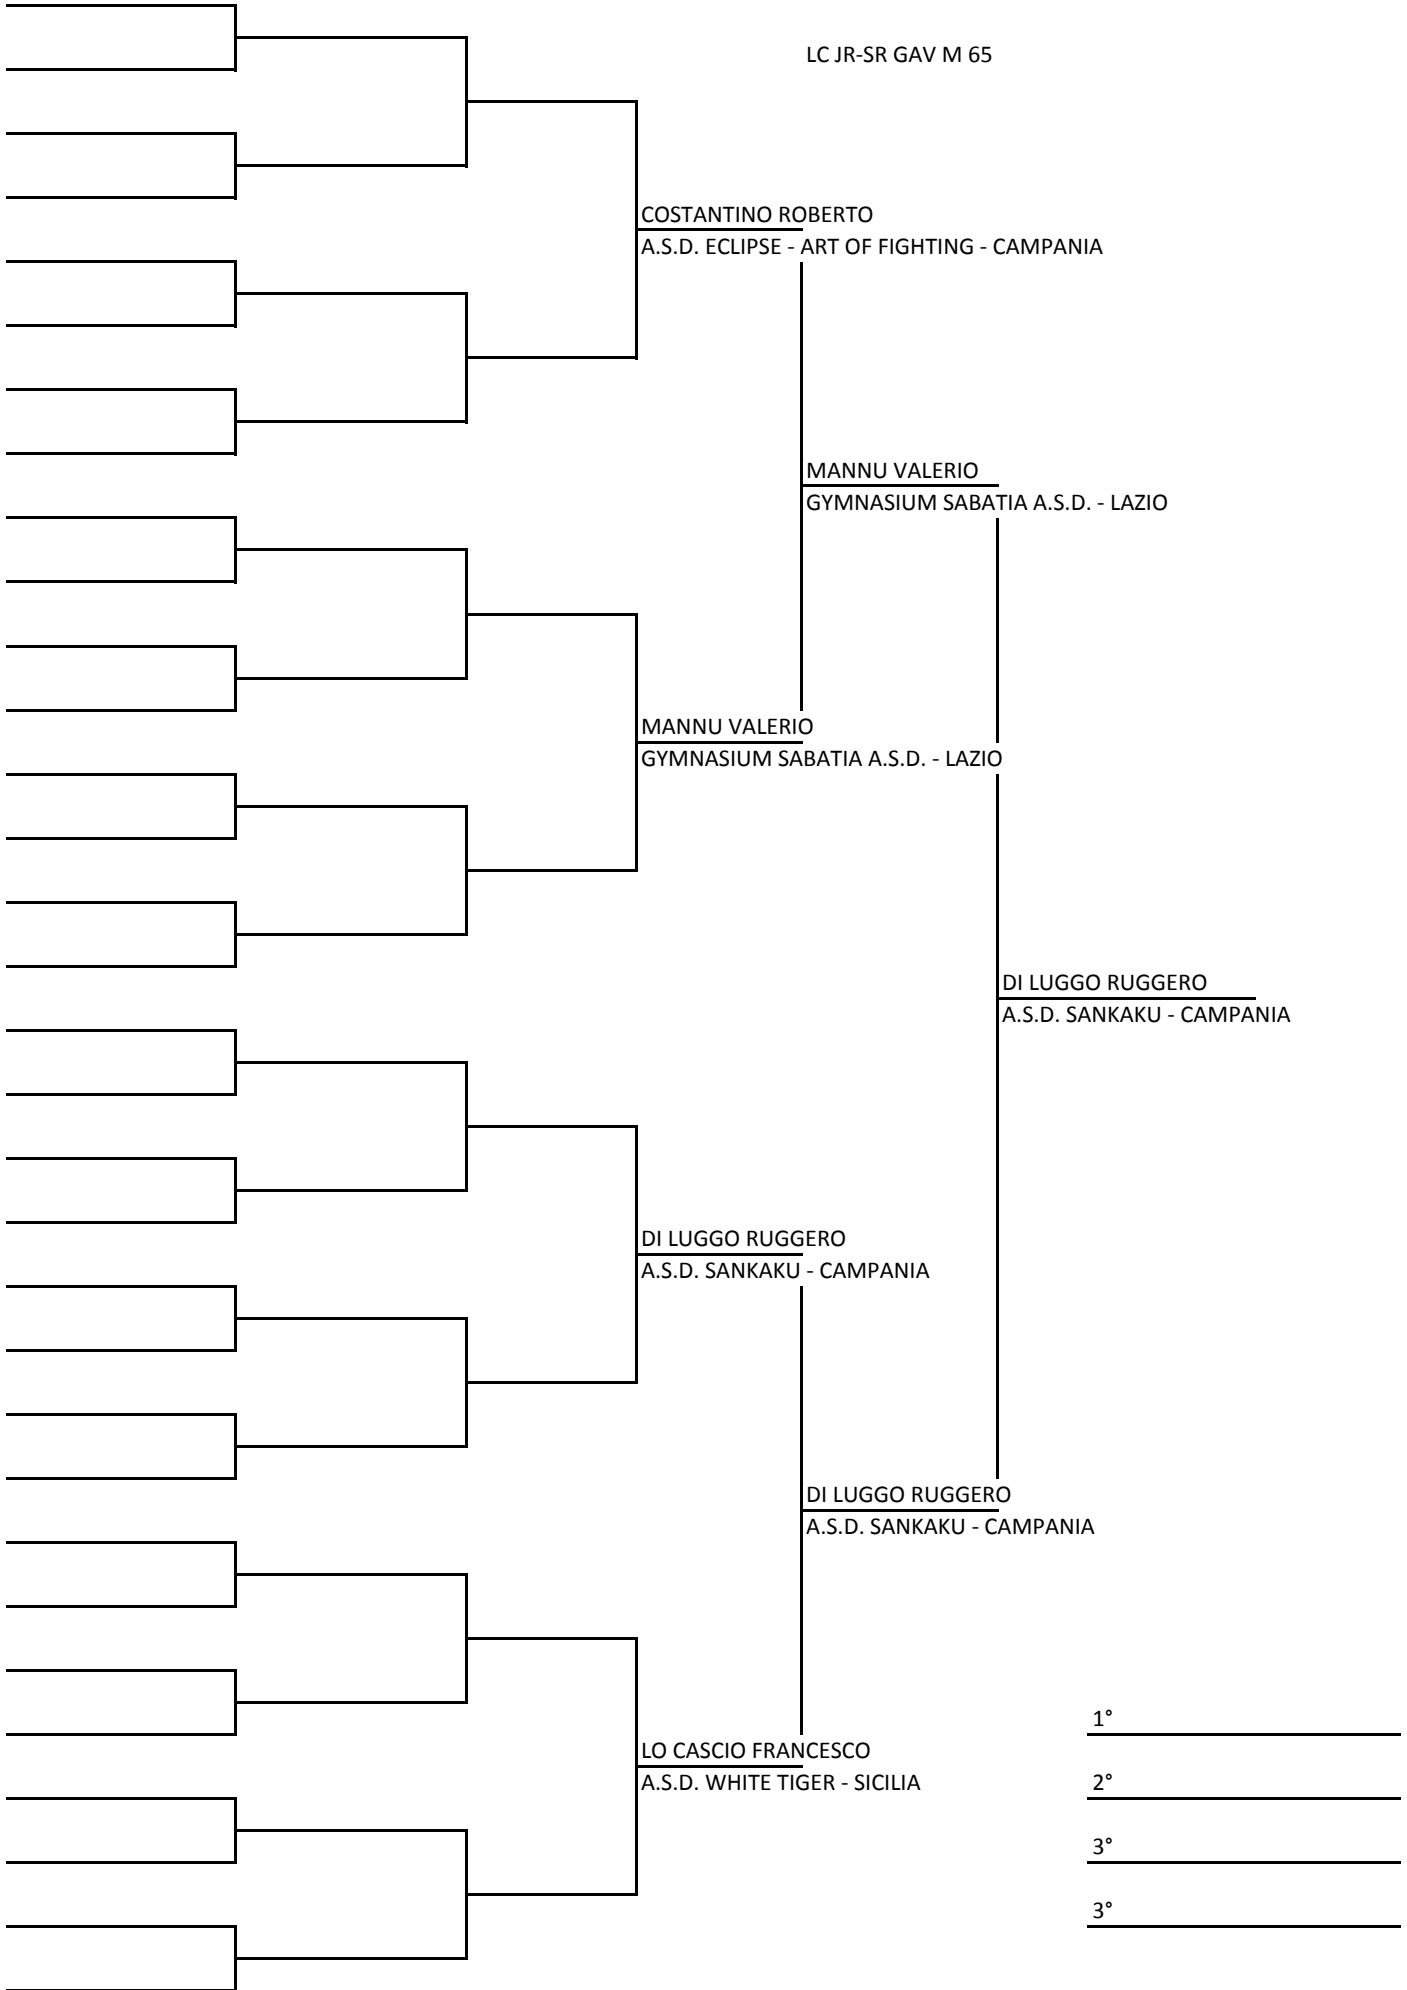 LC JR-SR GAV M 65
COSTANTINO ROBERTO
A.S.D. ECLIPSE - ART OF FIGHTING - CAMPANIA
MANNU VALERIO
GYMNASIUM SABATIA A.S.D. - LAZIO
MANNU VALERIO
GYMNASIUM SABATIA A.S.D. - LAZIO
DI LUGGO RUGGERO
A.S.D. SANKAKU - CAMPANIA
DI LUGGO RUGGERO
A.S.D. SANKAKU - CAMPANIA
DI LUGGO RUGGERO
A.S.D. SANKAKU - CAMPANIA
LO CASCIO FRANCESCO
A.S.D. WHITE TIGER - SICILIA
1°
2°
3°
3°